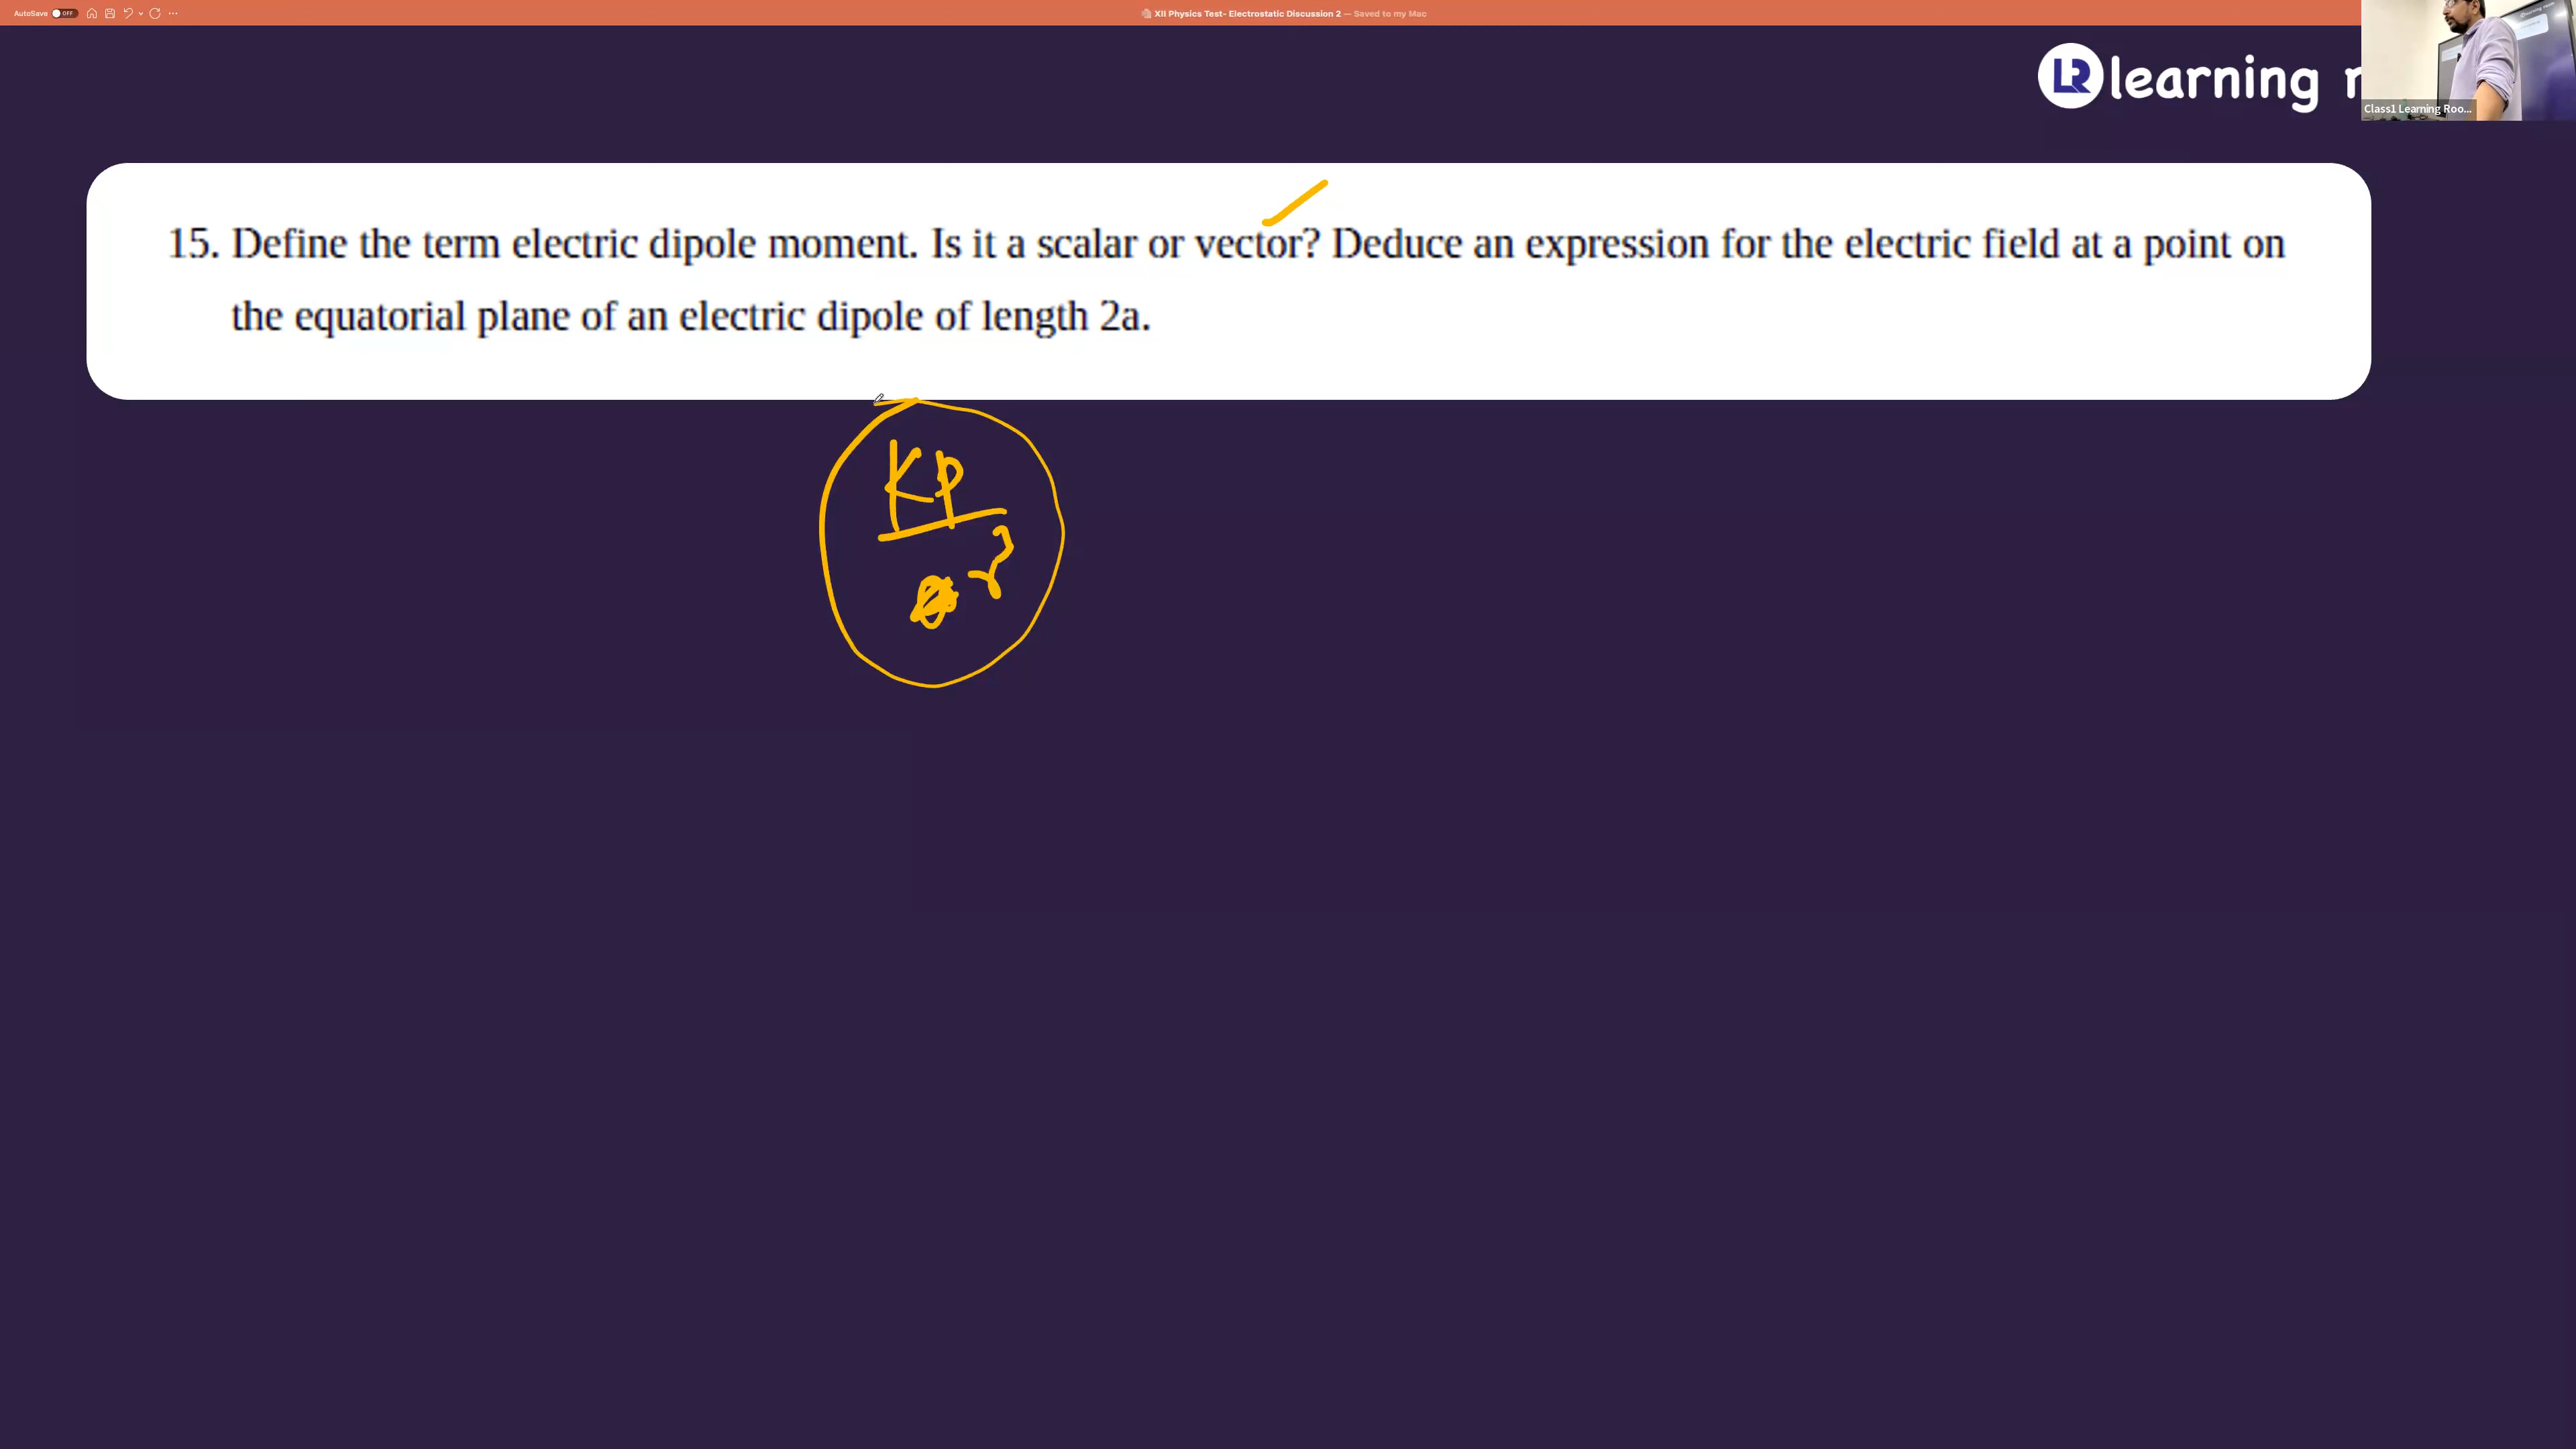 AutoSave OFF
XII Physics Test- Electrostatic Discussion 2 — Saved to my Mac
learning
Class1 Learning Roo...
15. Define the term electric dipole moment. Is it a scalar or vector? Deduce an expression for the electric field at a point on
the equatorial plane of an electric dipole of length 2a.
KP